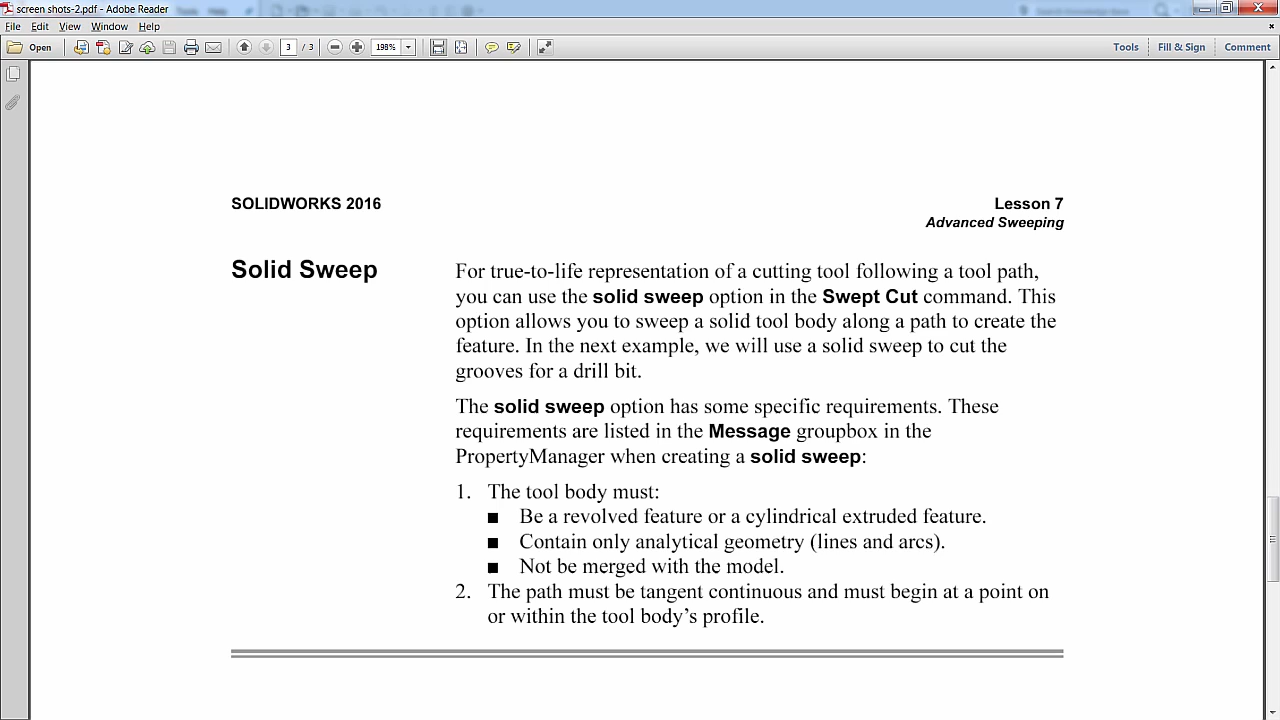 screen shots-2.pdf - Adobe Reader
File Edit View Window Help
Open 3 / 3 198% Tools Fill & Sign Comment
SOLIDWORKS 2016 Lesson 7
Advanced Sweeping
Solid Sweep
For true-to-life representation of a cutting tool following a tool path,
you can use the solid sweep option in the Swept Cut command. This
option allows you to sweep a solid tool body along a path to create the
feature. In the next example, we will use a solid sweep to cut the
grooves for a drill bit.
The solid sweep option has some specific requirements. These
requirements are listed in the Message groupbox in the
PropertyManager when creating a solid sweep:
1. The tool body must:
■ Be a revolved feature or a cylindrical extruded feature.
■ Contain only analytical geometry (lines and arcs).
■ Not be merged with the model.
2. The path must be tangent continuous and must begin at a point on
or within the tool body’s profile.